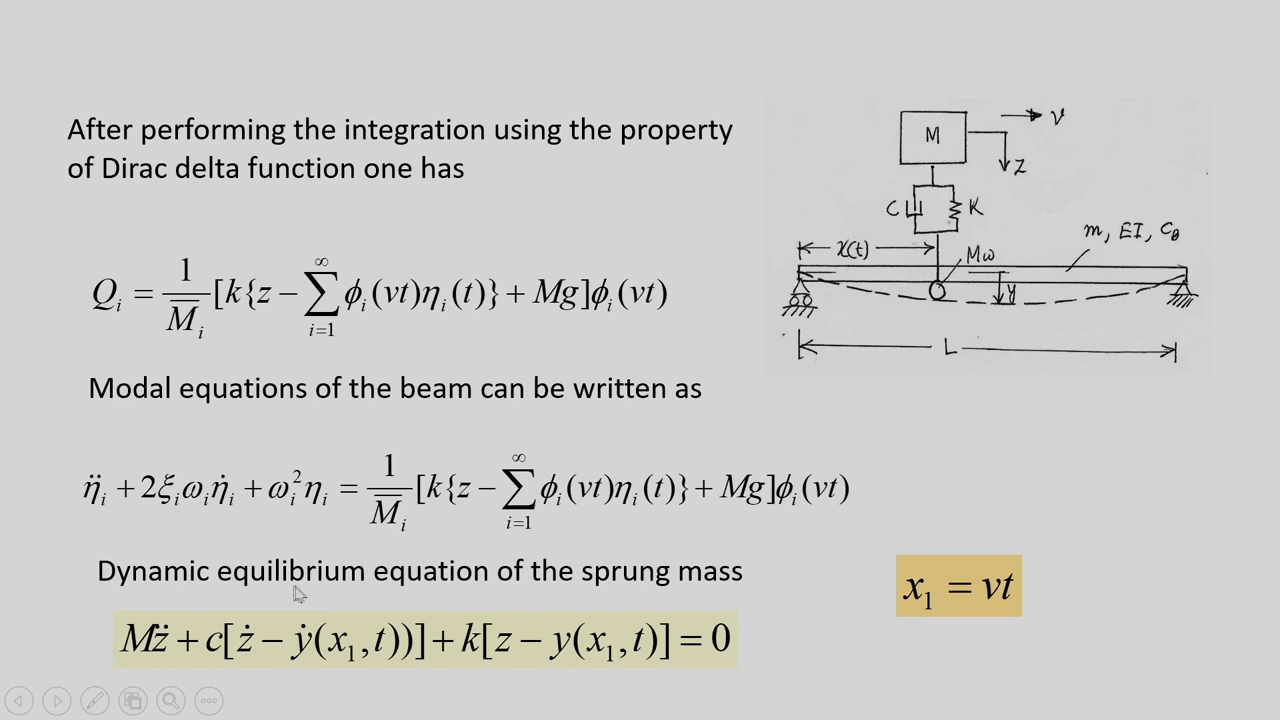 After performing the integration using the property
of Dirac delta function one has
Q_i = \frac{1}{\overline{M}_i}[k\{z - \sum_{i=1}^{\infty} \phi_i(vt)\eta_i(t)\} + Mg]\phi_i(vt)
Modal equations of the beam can be written as
\ddot{\eta}_i + 2\xi_i\omega_i\dot{\eta}_i + \omega_i^2\eta_i = \frac{1}{\overline{M}_i}[k\{z - \sum_{i=1}^{\infty} \phi_i(vt)\eta_i(t)\} + Mg]\phi_i(vt)
Dynamic equilibrium equation of the sprung mass
M\ddot{z} + c[\dot{z} - \dot{y}(x_1,t))] + k[z - y(x_1,t)] = 0
x_1 = vt
M
v
z
C
K
x(t)
Mω
m, EI, C_θ
y
L